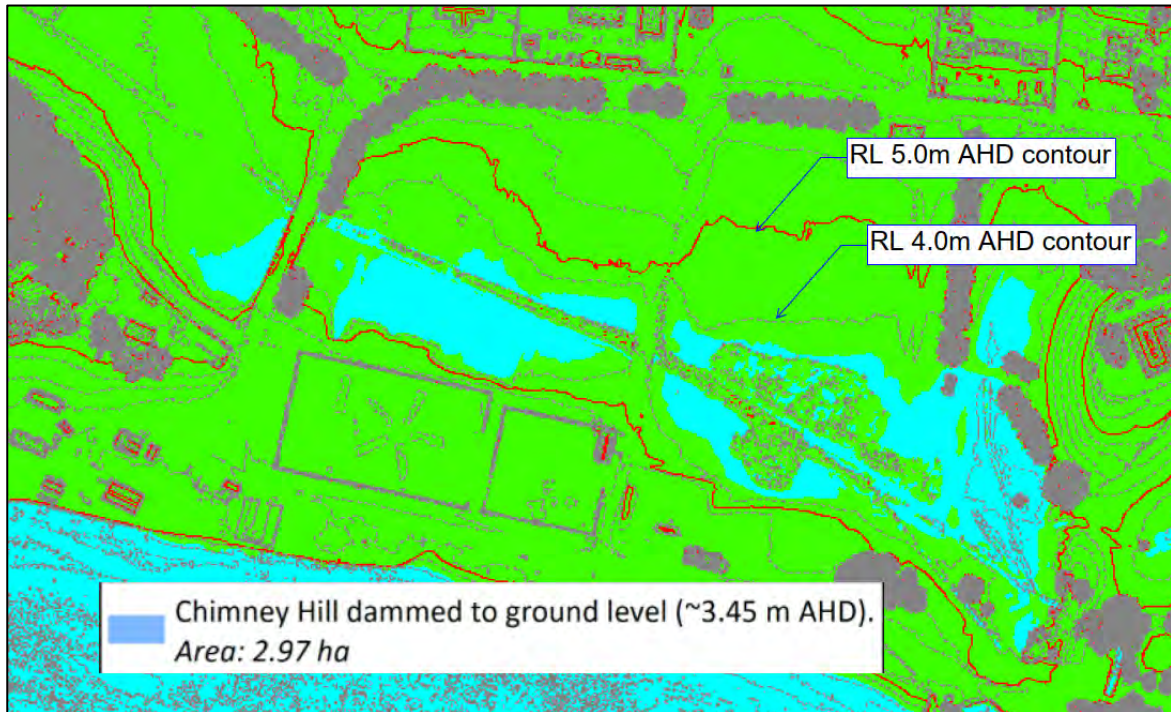 RL 5.0m AHD contour
RL 4.0m AHD contour
Chimney Hill dammed to ground level (~3.45 m AHD).
Area: 2.97 ha